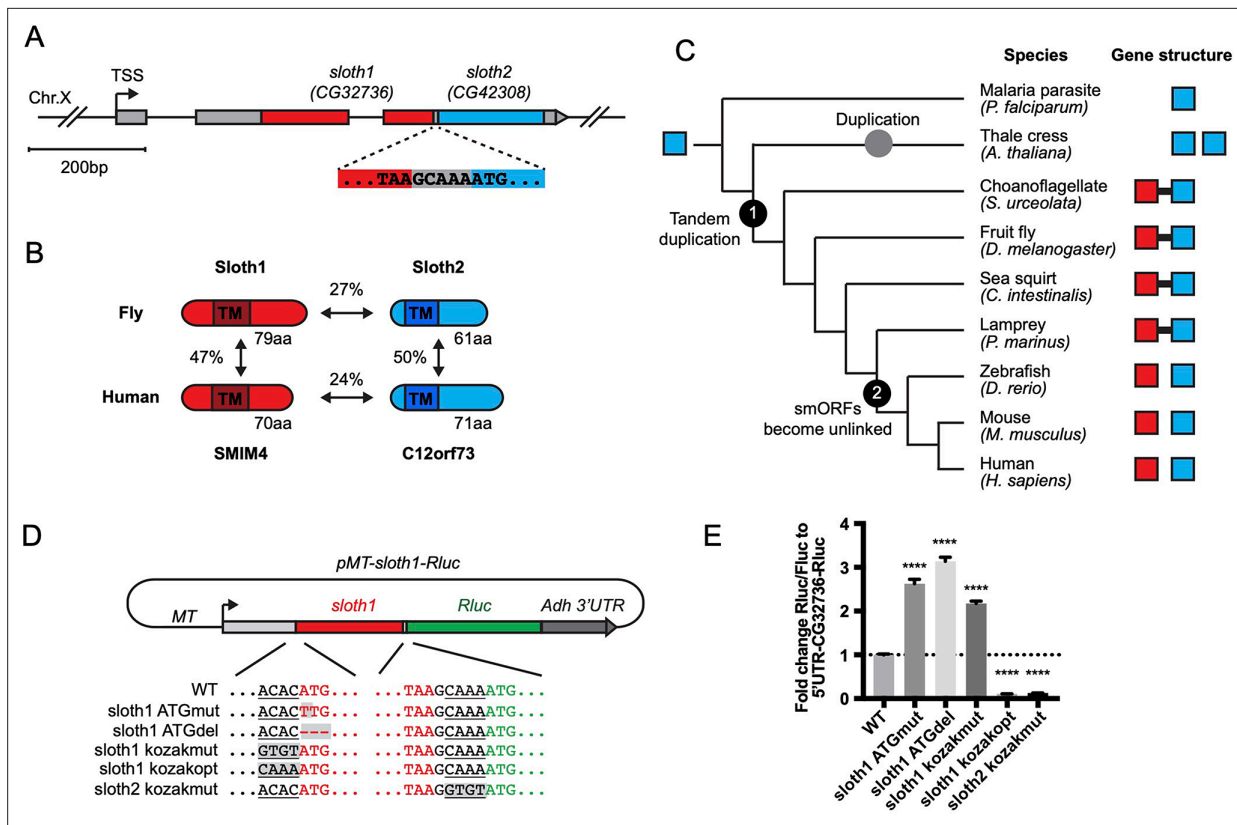 A
sloth1
(CG32736)
sloth2
(CG42308)
TSS
Chr.X
200bp
...TAAGCAAAATG...
B
Sloth1
Sloth2
Fly
TM
27%
TM
79aa
61aa
47%
50%
Human
TM
24%
TM
70aa
71aa
SMIM4
C12orf73
C
Species
Gene structure
Malaria parasite
(P. falciparum)
Duplication
Thale cress
(A. thaliana)
Choanoflagellate
(S. urceolata)
1
Tandem
duplication
Fruit fly
(D. melanogaster)
Sea squirt
(C. intestinalis)
Lamprey
(P. marinus)
Zebrafish
(D. rerio)
2
smORFs
become unlinked
Mouse
(M. musculus)
Human
(H. sapiens)
D
pMT-sloth1-Rluc
MT
sloth1
Rluc
Adh 3'UTR
WT ...ACACATG... ...TAAGCAAAATG...
sloth1 ATGmut ...ACACTTG... ...TAAGCAAAATG...
sloth1 ATGdel ...ACAC---... ...TAAGCAAAATG...
sloth1 kozakmut ...GTGTATG... ...TAAGCAAAATG...
sloth1 kozakopt ...CAAAATG... ...TAAGCAAAATG...
sloth2 kozakmut ...ACACATG... ...TAAGGTGTATG...
E
Fold change Rluc/Fluc to
5'UTR-CG32736-Rluc
4
3
2
1
0
****
****
****
****
****
WT
sloth1 ATGmut
sloth1 ATGdel
sloth1 kozakmut
sloth1 kozakopt
sloth2 kozakmut